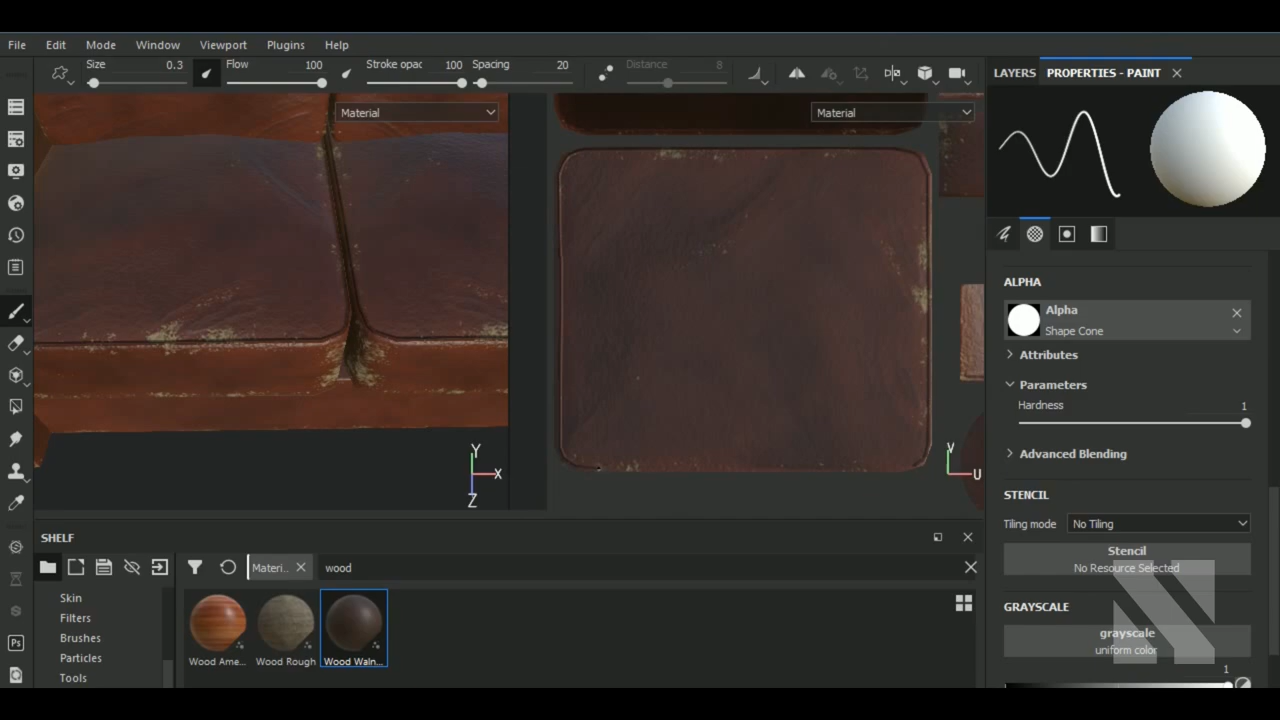 File Edit Mode Window Viewport Plugins Help
Size 0.3 Flow 100 Stroke opac 100 Spacing 20 Distance 8
LAYERS PROPERTIES - PAINT
Material Material
ALPHA
Alpha
Shape Cone
Attributes
Parameters
Hardness 1
Advanced Blending
Y
X
Z
V
U
STENCIL
Tiling mode No Tiling
Stencil
No Resource Selected
GRAYSCALE
grayscale
uniform color
1
SHELF
Materi... wood
Skin
Filters
Brushes
Particles
Tools
Wood Ame... Wood Rough Wood Waln...
Ps
N